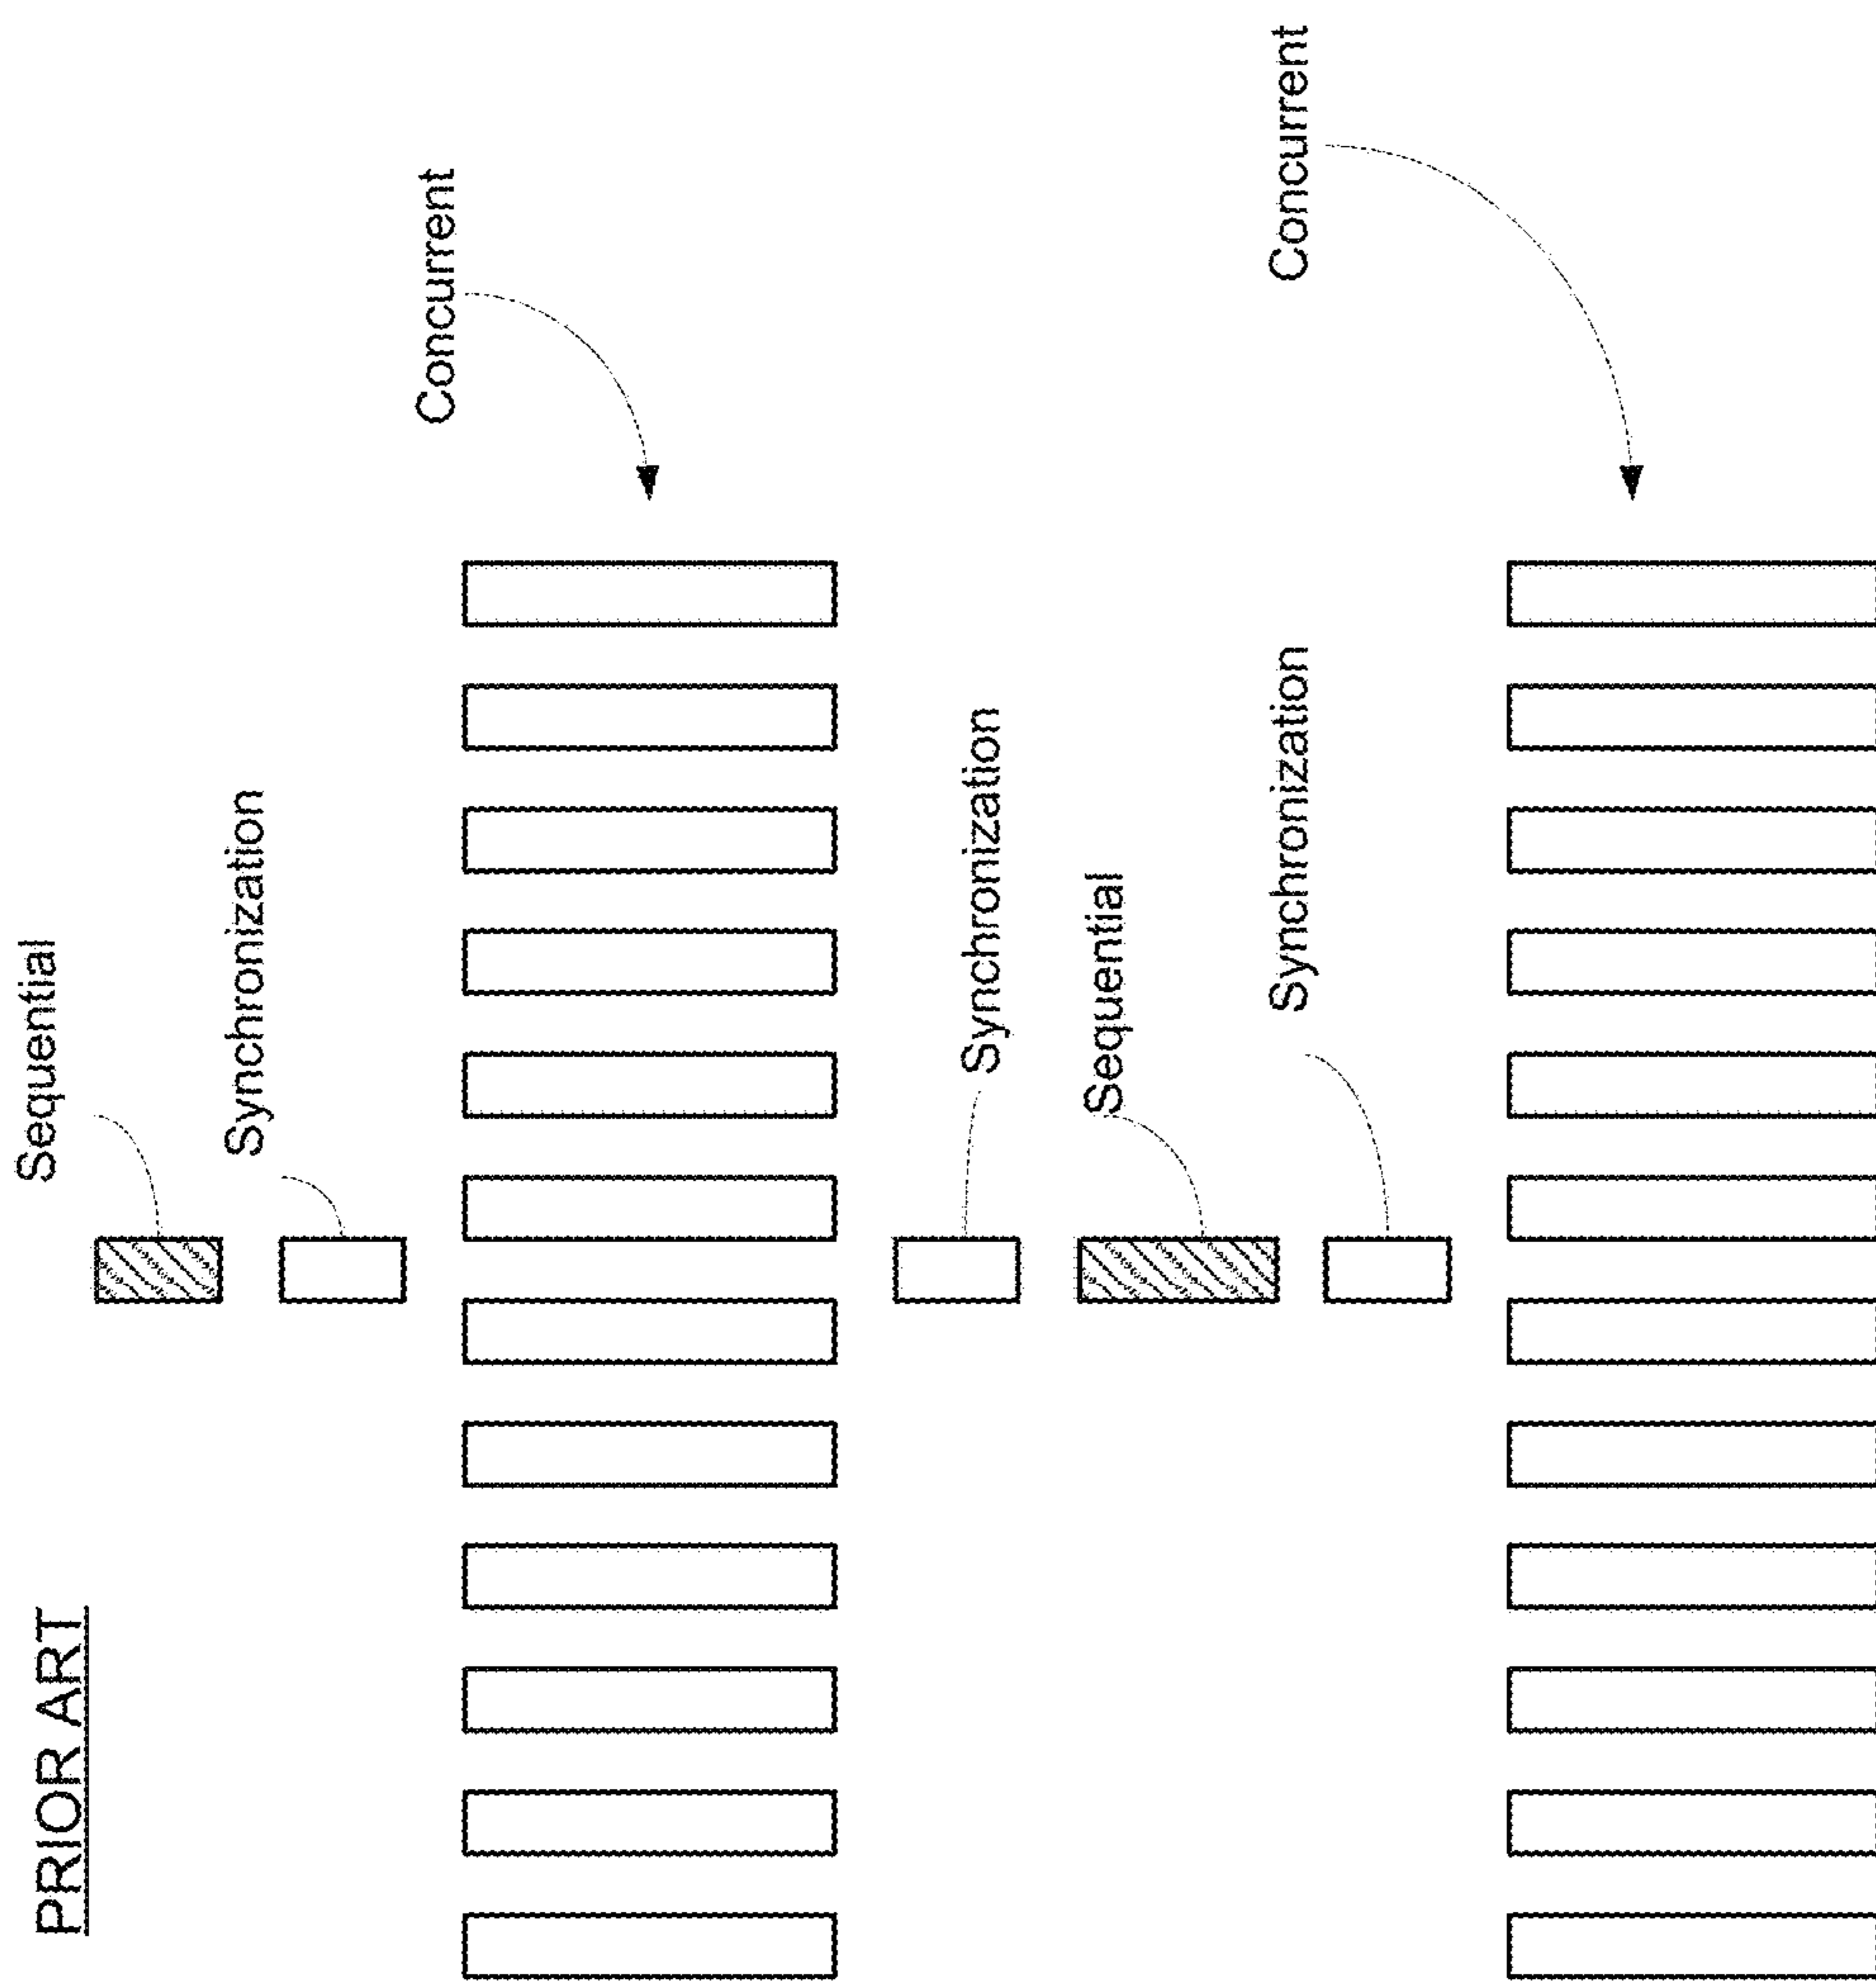 PRIOR ART
Sequential
Synchronization
Concurrent
Synchronization
Sequential
Synchronization
Concurrent